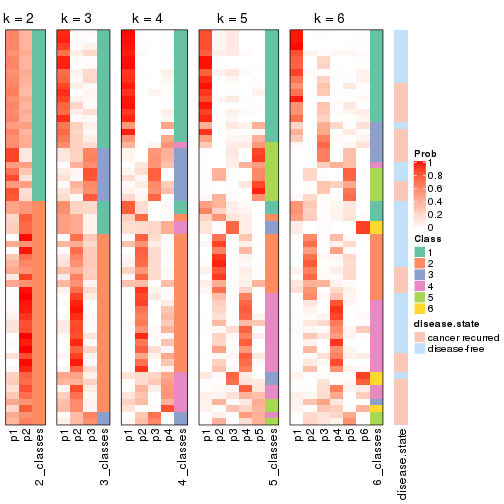 k = 2
k = 3
k = 4
k = 5
k = 6
Prob
1
0.8
0.6
0.4
0.2
0
Class
1
2
3
4
5
6
disease.state
cancer recurred
disease-free
p1
p2
2_classes
p1
p2
p3
3_classes
p1
p2
p3
p4
4_classes
p1
p2
p3
p4
p5
5_classes
p1
p2
p3
p4
p5
p6
6_classes
disease.state